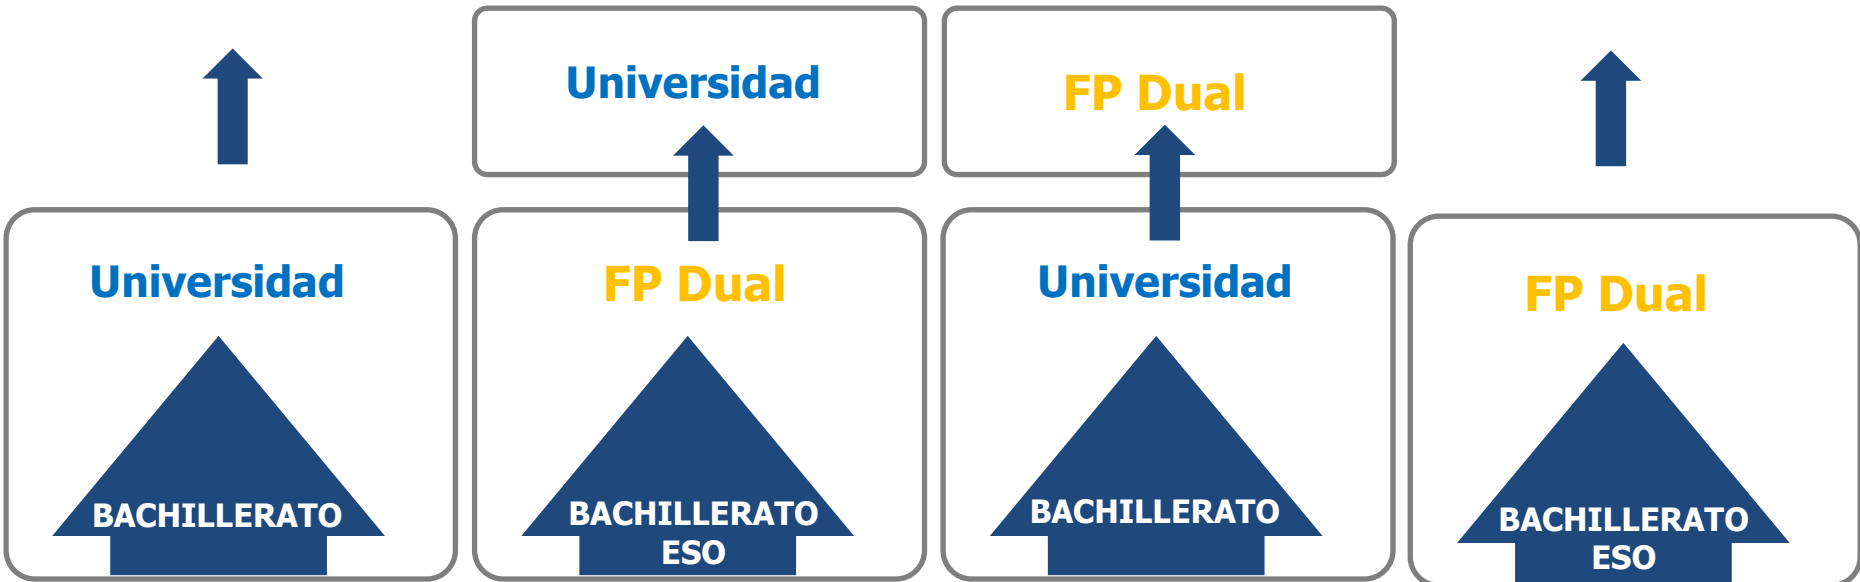 Universidad
FP Dual
Universidad
FP Dual
Universidad
FP Dual
BACHILLERATO
BACHILLERATO
ESO
BACHILLERATO
BACHILLERATO
ESO